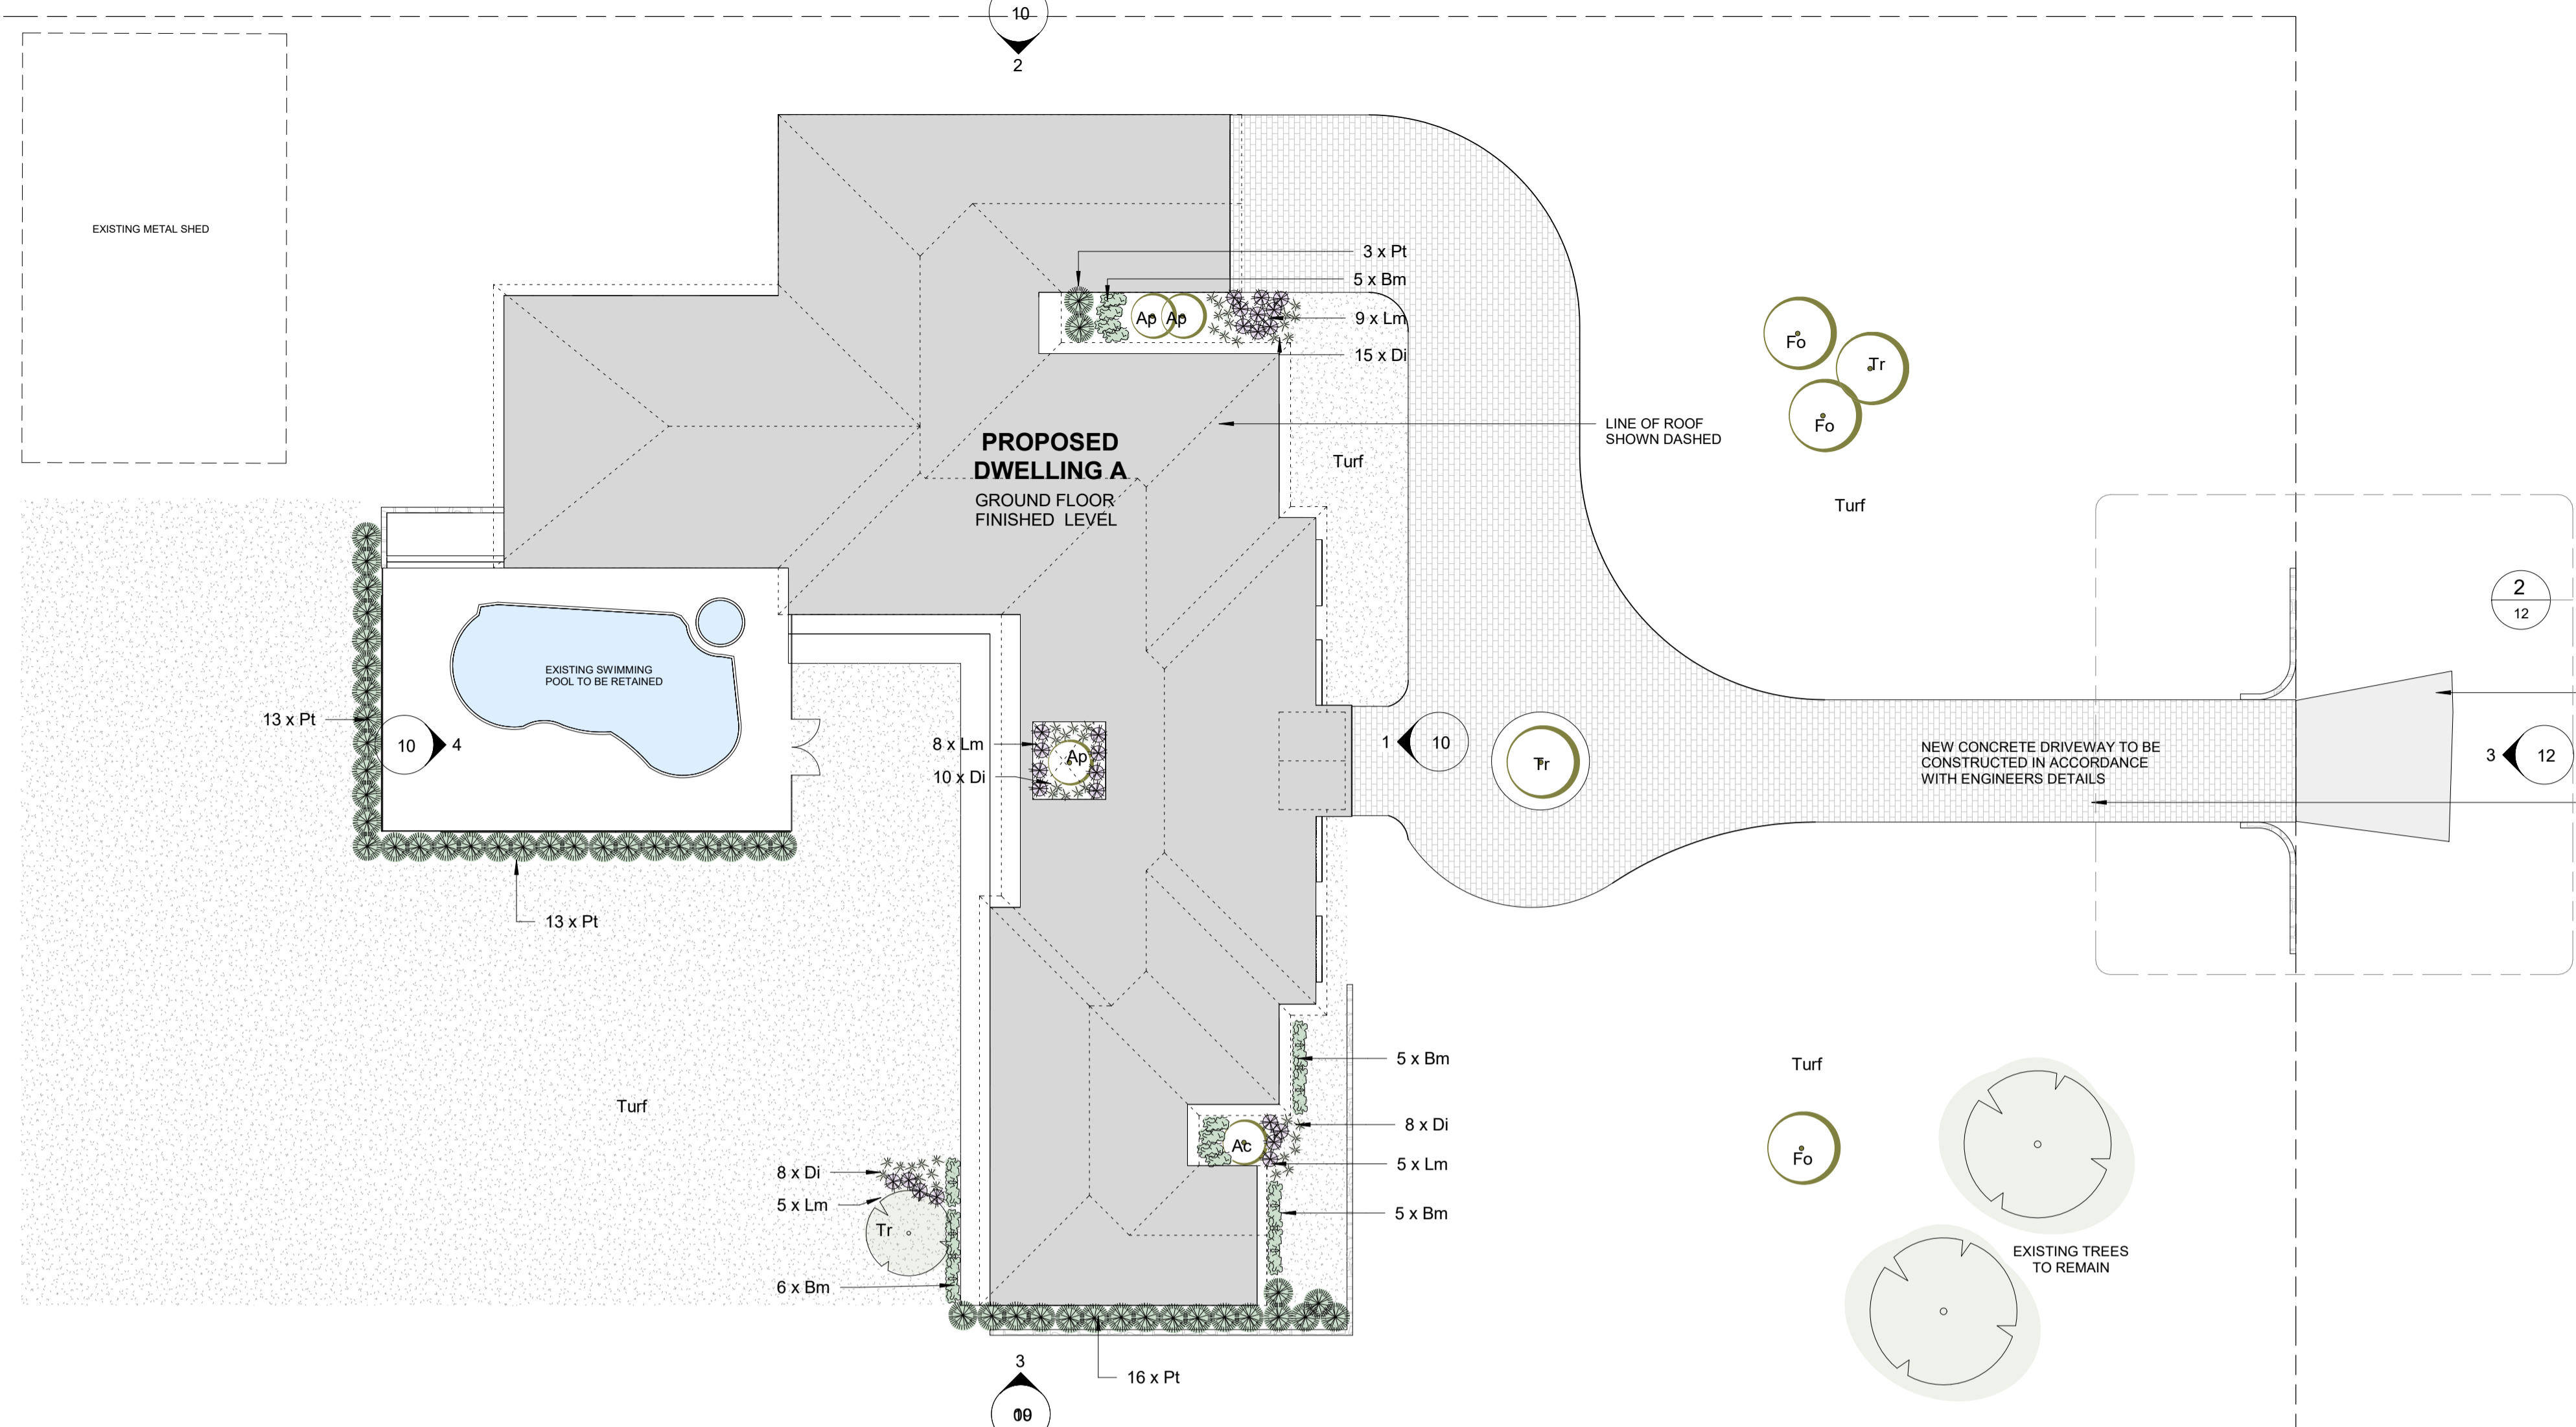 10
2
EXISTING METAL SHED
3 x Pt
5 x Bm
Ap Ap
9 x Lm
15 x Di
Fo
Tr
Fo
LINE OF ROOF
SHOWN DASHED
PROPOSED
DWELLING A
GROUND FLOOR
FINISHED LEVEL
Turf
Turf
2
12
EXISTING SWIMMING
POOL TO BE RETAINED
13 x Pt
10
4
8 x Lm
Ap
10 x Di
1
10
Tr
NEW CONCRETE DRIVEWAY TO BE
CONSTRUCTED IN ACCORDANCE
WITH ENGINEERS DETAILS
3
12
13 x Pt
5 x Bm
Turf
Turf
8 x Di
Ac
Fo
5 x Lm
8 x Di
5 x Lm
5 x Bm
Tr
EXISTING TREES
TO REMAIN
6 x Bm
3
16 x Pt